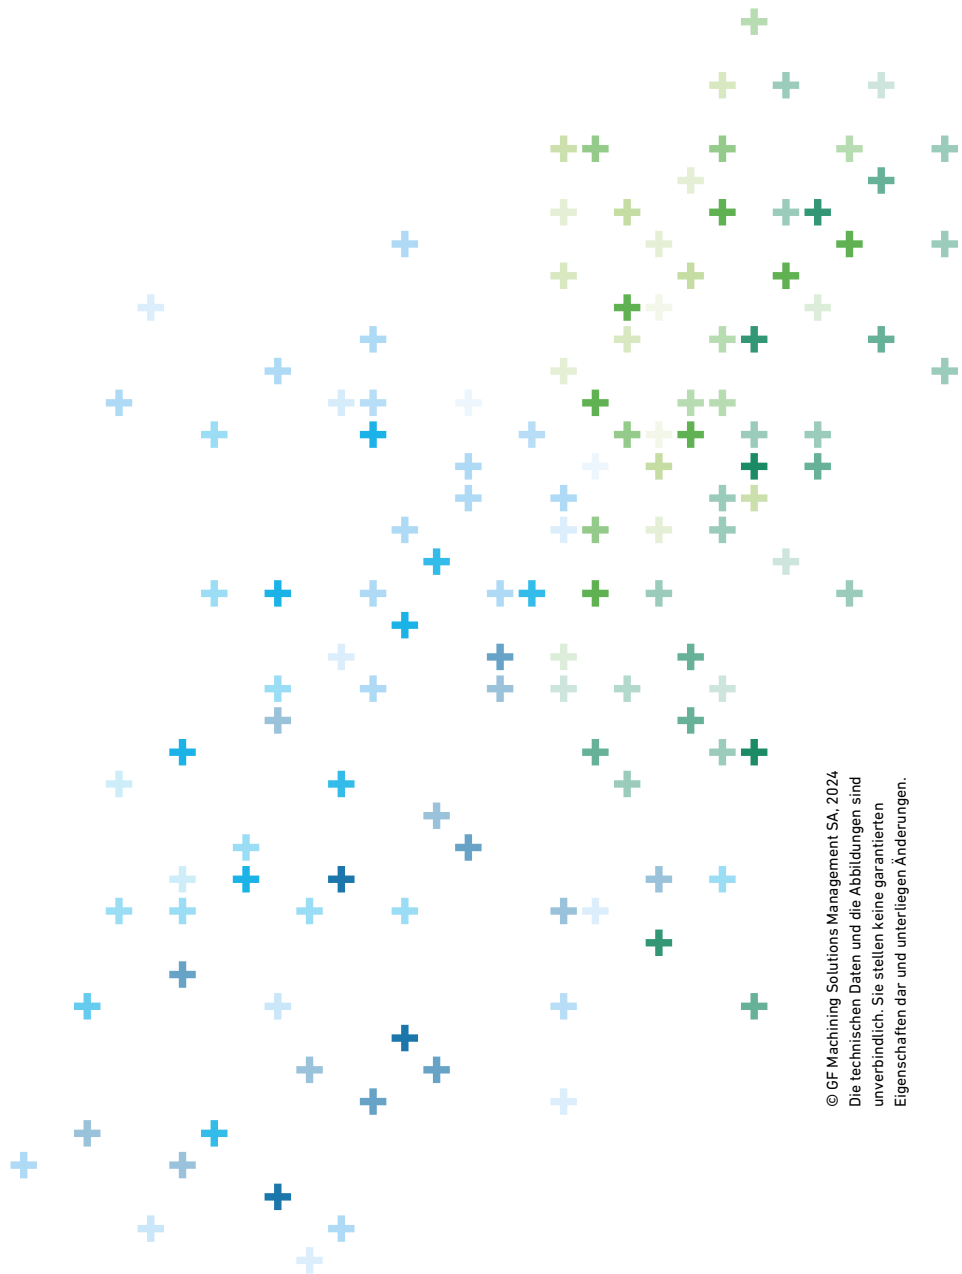 © GF Machining Solutions Management SA, 2024
Die technischen Daten und die Abbildungen sind
unverbindlich. Sie stellen keine garantierten
Eigenschaften dar und unterliegen Änderungen.